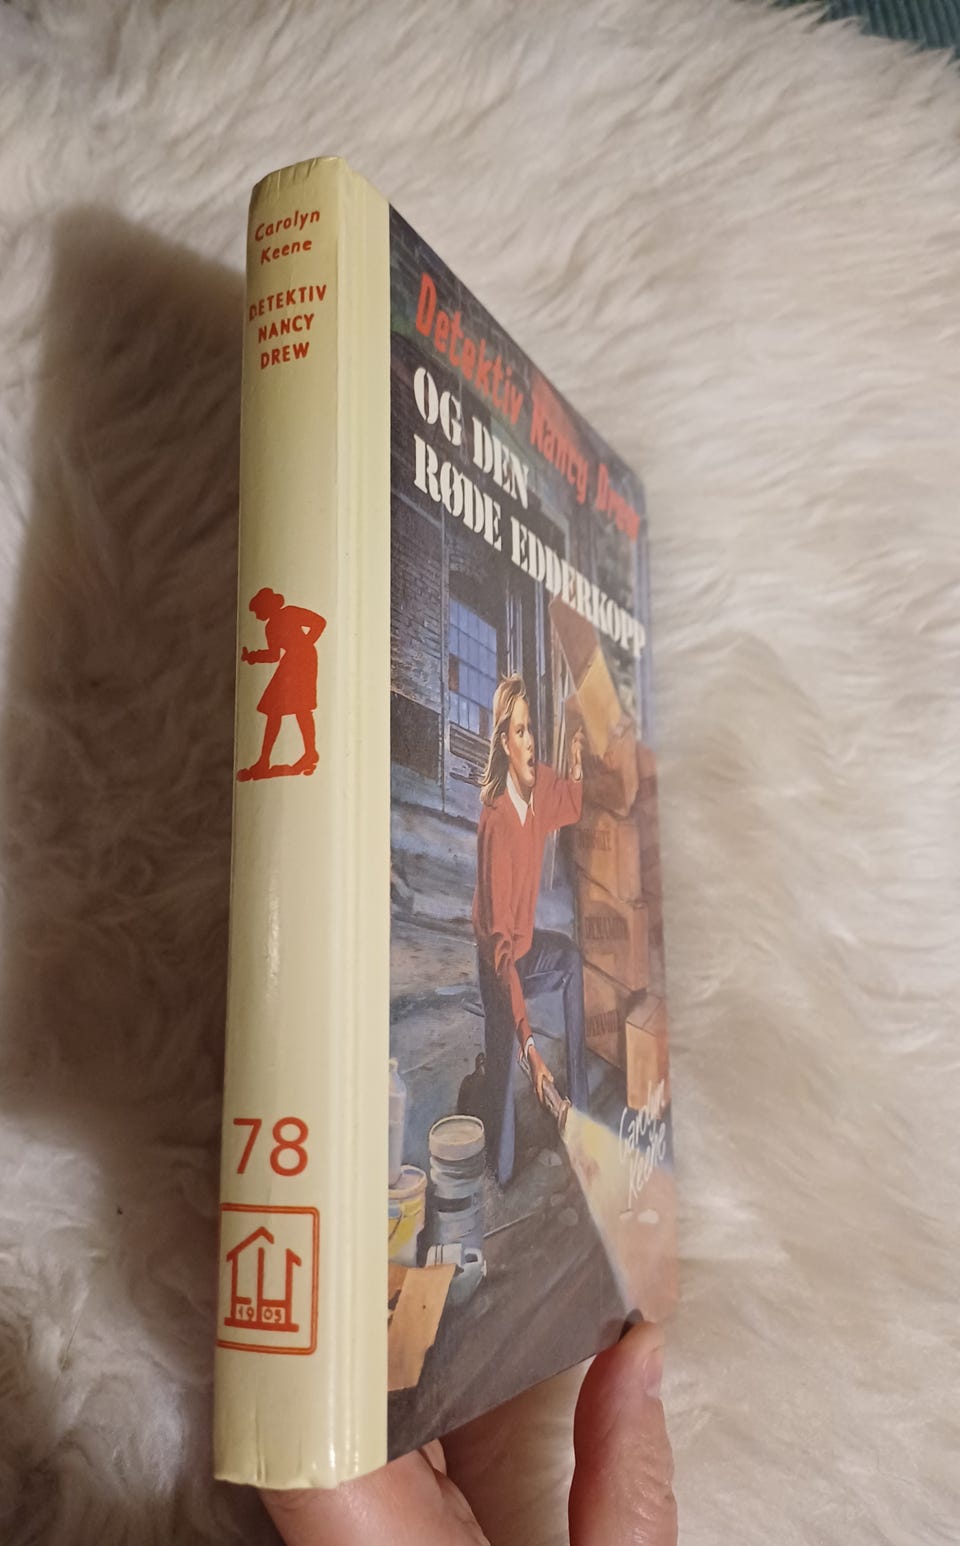 Carolyn
Keene
DETEKTIV
NANCY
DREW
78
1905
Detektiv Nancy Drew
OG DEN
RØDE EDDERKOPP
Carolyn
Keene